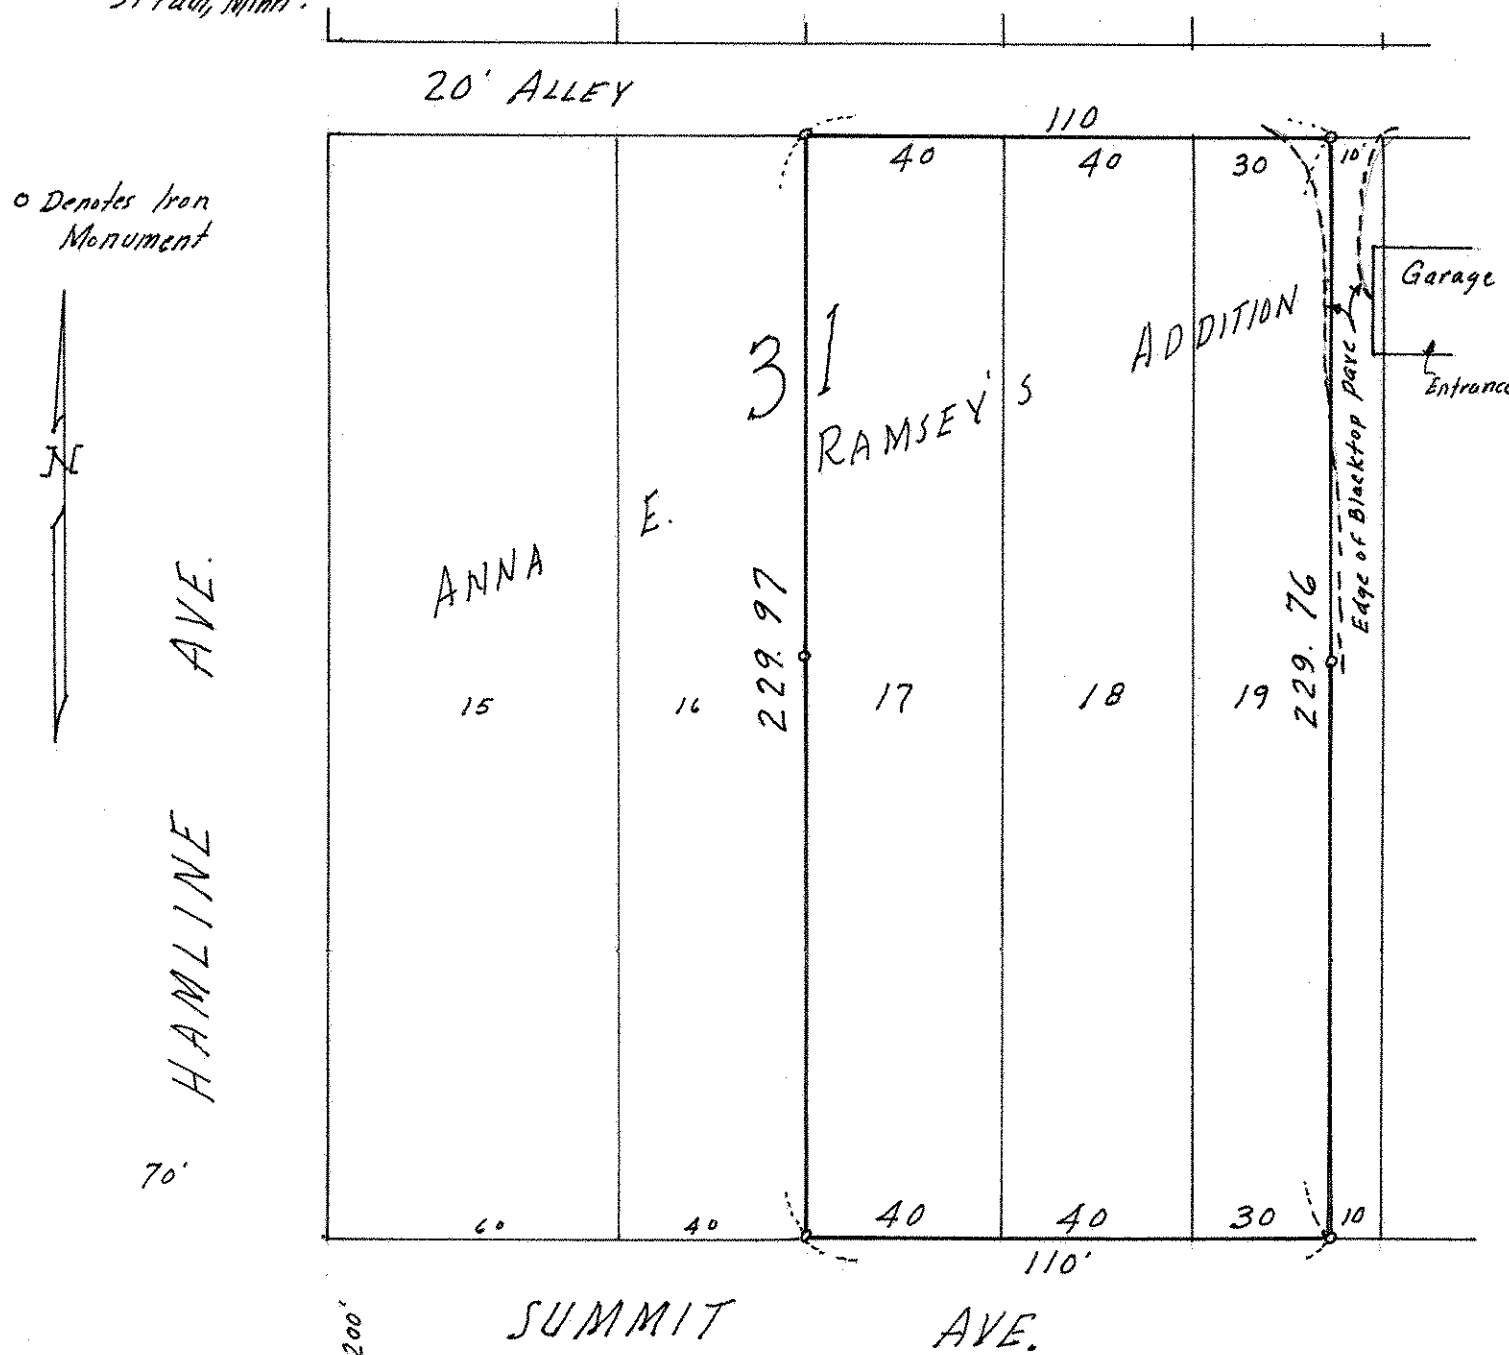 St Paul, Minn.
20' ALLEY
110
40 40 30 10'
o Denotes Iron
Monument
N
Garage
Entrance
Edge of Blacktop Pave
31
ANNA E. RAMSEY'S ADDITION
HAMLINE AVE.
70'
229.97
229.76
15 16 17 18 19
60 40 40 40 30 10
110'
200'
SUMMIT AVE.